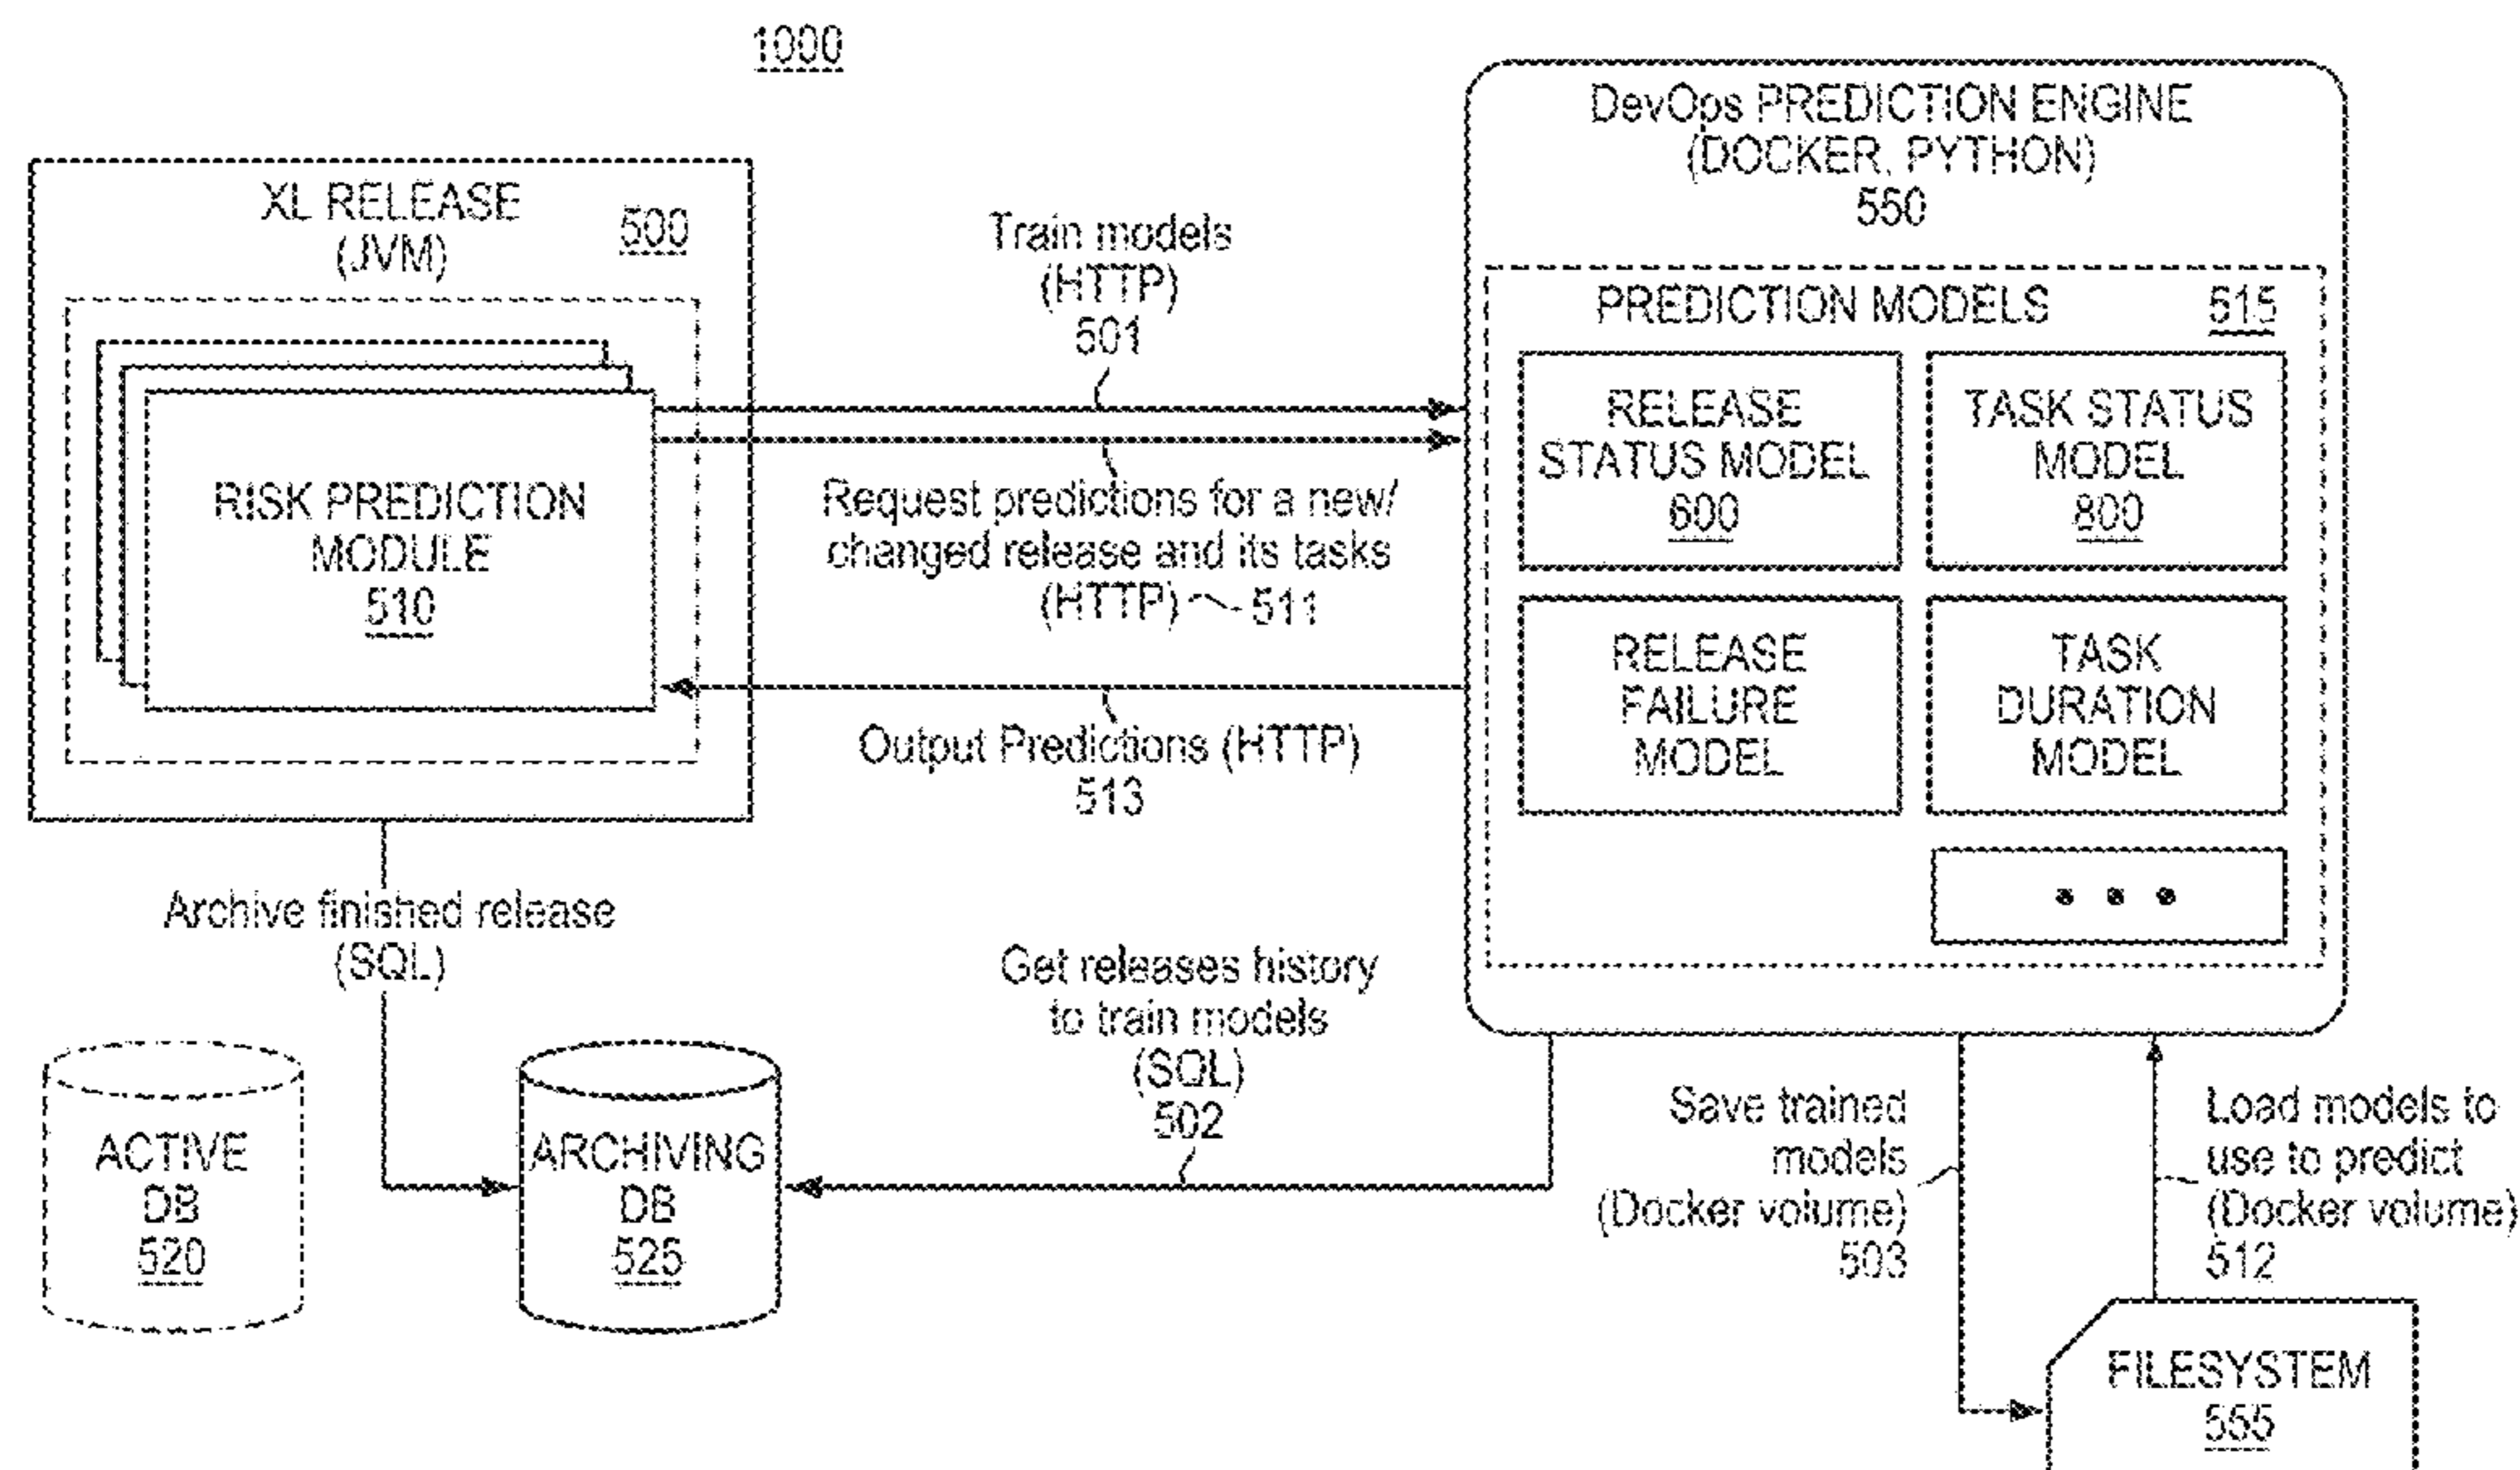 1000
XL RELEASE
(JVM)
500
RISK PREDICTION
MODULE
510
Train models
(HTTP)
501
Request predictions for a new/
changed release and its tasks
(HTTP) 511
Output Predictions (HTTP)
513
DevOps PREDICTION ENGINE
(DOCKER, PYTHON)
550
PREDICTION MODELS 515
RELEASE
STATUS MODEL
600
TASK STATUS
MODEL
800
RELEASE
FAILURE
MODEL
TASK
DURATION
MODEL
• • •
Archive finished release
(SQL)
Get releases history
to train models
(SQL)
502
ACTIVE
DB
520
ARCHIVING
DB
525
Save trained
models
(Docker volume)
503
Load models to
use to predict
(Docker volume)
512
FILESYSTEM
555